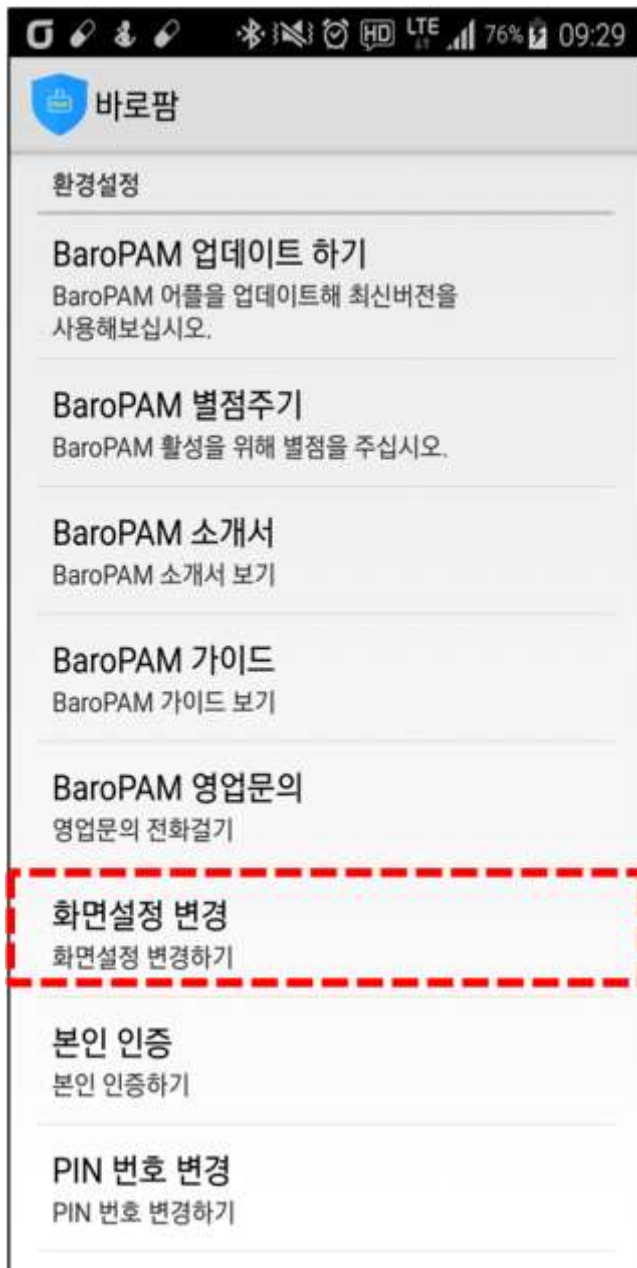 HD LTE 76% 09:29
바로팜
환경설정
BaroPAM 업데이트 하기
BaroPAM 어플을 업데이트해 최신버전을
사용해보십시오.
BaroPAM 별점주기
BaroPAM 활성을 위해 별점을 주십시오.
BaroPAM 소개서
BaroPAM 소개서 보기
BaroPAM 가이드
BaroPAM 가이드 보기
BaroPAM 영업문의
영업문의 전화걸기
화면설정 변경
화면설정 변경하기
본인 인증
본인 인증하기
PIN 번호 변경
PIN 번호 변경하기